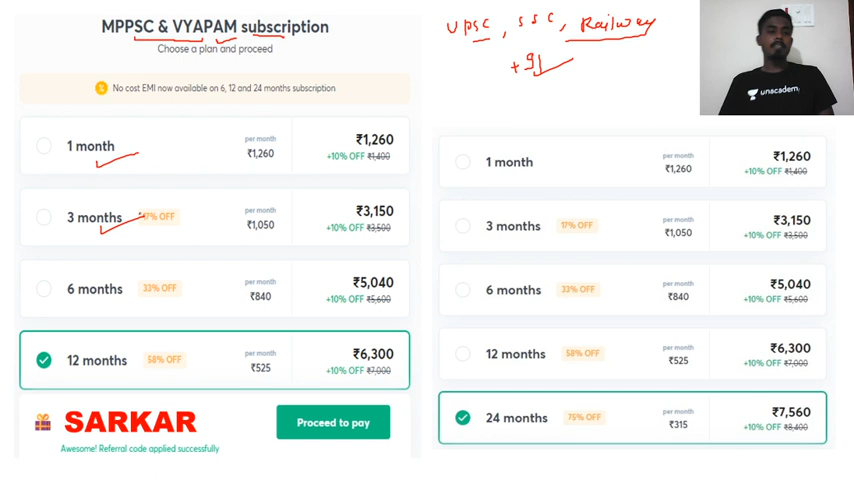 MPPSC & VYAPAM subscription
Choose a plan and proceed
No cost EMI now available on 6, 12 and 24 months subscription
1 month per month ₹1,260 ₹1,260 +10% OFF ₹1,400
3 months 17% OFF per month ₹1,050 ₹3,150 +10% OFF ₹3,500
6 months 33% OFF per month ₹840 ₹5,040 +10% OFF ₹5,600
12 months 58% OFF per month ₹525 ₹6,300 +10% OFF ₹7,000
SARKAR Proceed to pay
Awesome! Referral code applied successfully
UPSC, SSC, Railway
+91
unacademy
1 month per month ₹1,260 ₹1,260 +10% OFF ₹1,400
3 months 17% OFF per month ₹1,050 ₹3,150 +10% OFF ₹3,500
6 months 33% OFF per month ₹840 ₹5,040 +10% OFF ₹5,600
12 months 58% OFF per month ₹525 ₹6,300 +10% OFF ₹7,000
24 months 75% OFF per month ₹315 ₹7,560 +10% OFF ₹8,400